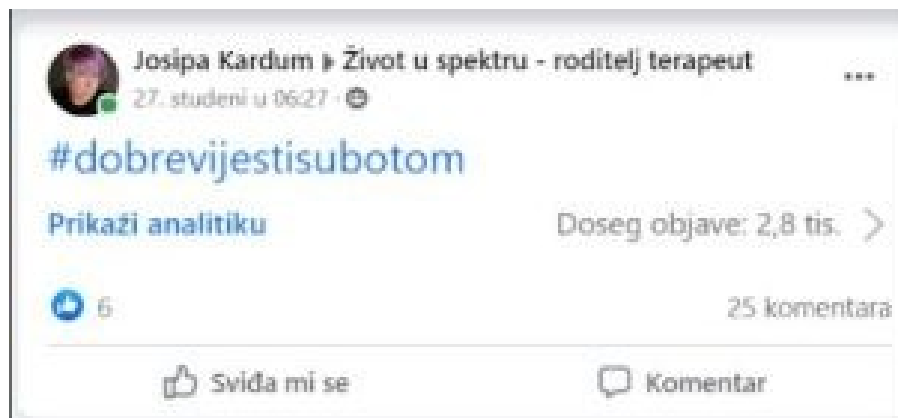 Josipa Kardum ▸ Život u spektru - roditelj terapeut
27. studeni u 06:27 ·
#dobrevijestisubotom
Prikaži analitiku Doseg objave: 2,8 tis.
6 25 komentara
Sviđa mi se Komentar